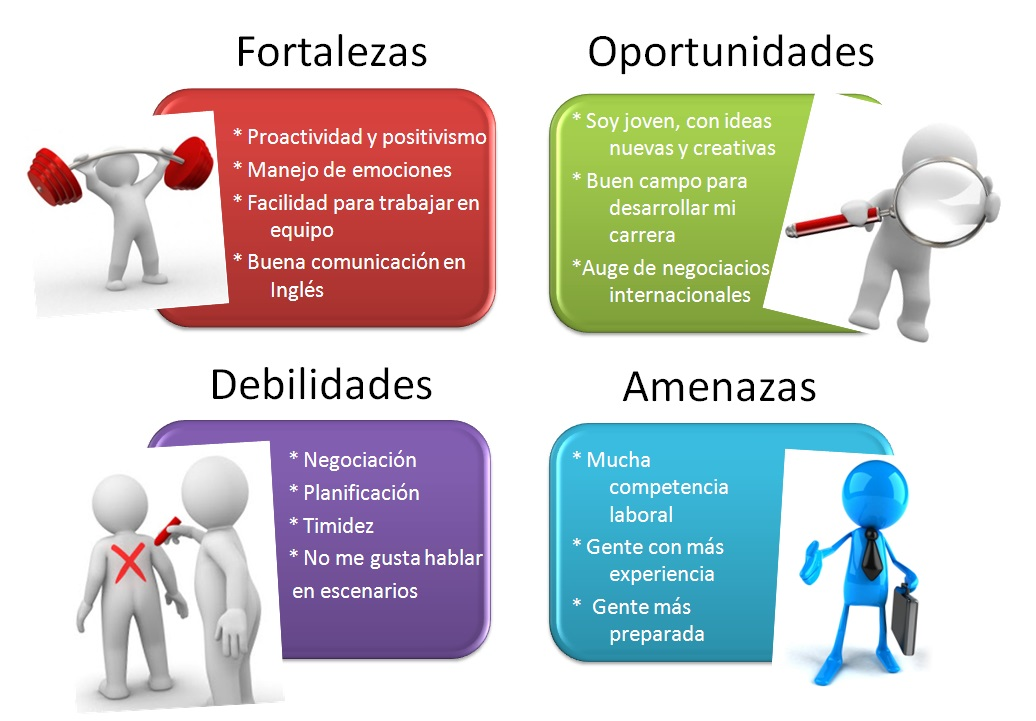 Fortalezas
* Proactividad y positivismo
* Manejo de emociones
* Facilidad para trabajar en
equipo
* Buena comunicación en
Inglés
Oportunidades
* Soy joven, con ideas
nuevas y creativas
* Buen campo para
desarrollar mi
carrera
*Auge de negociacios
internacionales
Debilidades
* Negociación
* Planificación
* Timidez
* No me gusta hablar
en escenarios
Amenazas
* Mucha
competencia
laboral
* Gente con más
experiencia
* Gente más
preparada